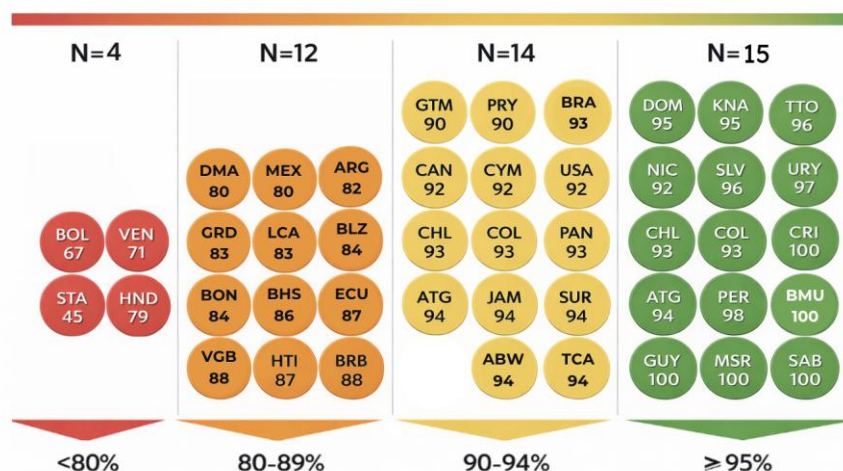 N=4
N=12
N=14
N=15
BOL
67
VEN
71
STA
45
HND
79
DMA
80
MEX
80
ARG
82
GRD
83
LCA
83
BLZ
84
BON
84
BHS
86
ECU
87
VGB
88
HTI
87
BRB
88
GTM
90
PRY
90
BRA
93
CAN
92
CYM
92
USA
92
CHL
93
COL
93
PAN
93
ATG
94
JAM
94
SUR
94
ABW
94
TCA
94
DOM
95
KNA
95
TTO
96
NIC
92
SLV
96
URY
97
CHL
93
COL
93
CRI
100
ATG
94
PER
98
BMU
100
GUY
100
MSR
100
SAB
100
<80%
80-89%
90-94%
≥95%